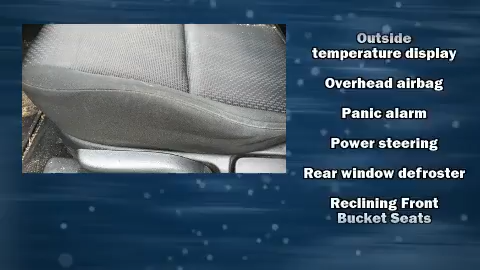 Outside
temperature display
Overhead airbag
Panic alarm
Power steering
Rear window defroster
Reclining Front
Bucket Seats